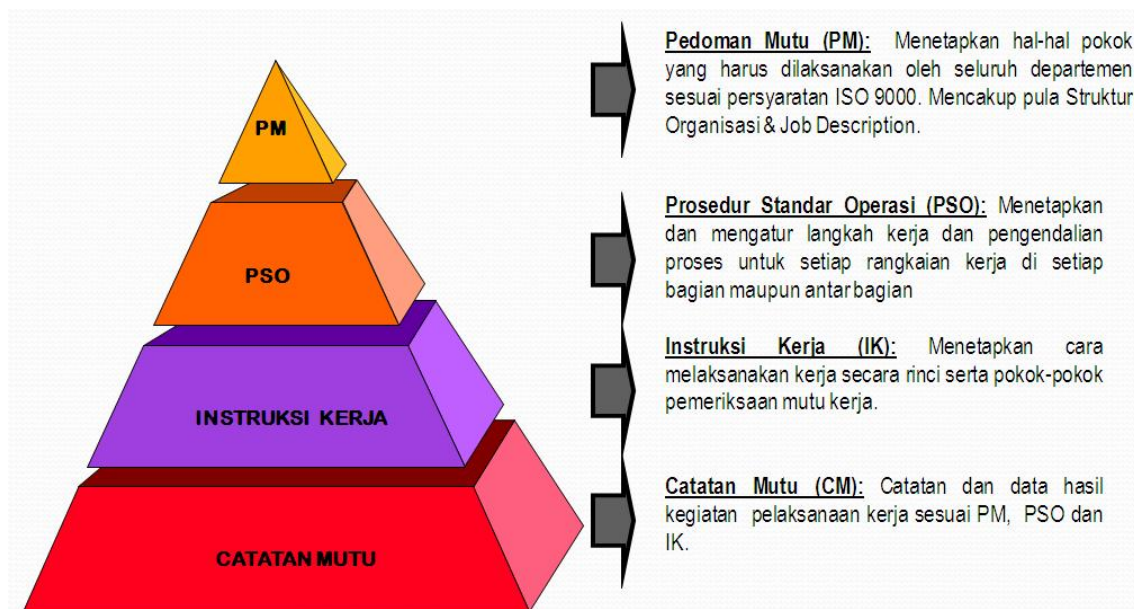 PM
Pedoman Mutu (PM): Menetapkan hal-hal pokok
yang harus dilaksanakan oleh seluruh departemen
sesuai persyaratan ISO 9000. Mencakup pula Struktur
Organisasi & Job Description.
PSO
Prosedur Standar Operasi (PSO): Menetapkan
dan mengatur langkah kerja dan pengendalian
proses untuk setiap rangkaian kerja di setiap
bagian maupun antar bagian
INSTRUKSI KERJA
Instruksi Kerja (IK): Menetapkan cara
melaksanakan kerja secara rinci serta pokok-pokok
pemeriksaan mutu kerja.
CATATAN MUTU
Catatan Mutu (CM): Catatan dan data hasil
kegiatan pelaksanaan kerja sesuai PM, PSO dan
IK.